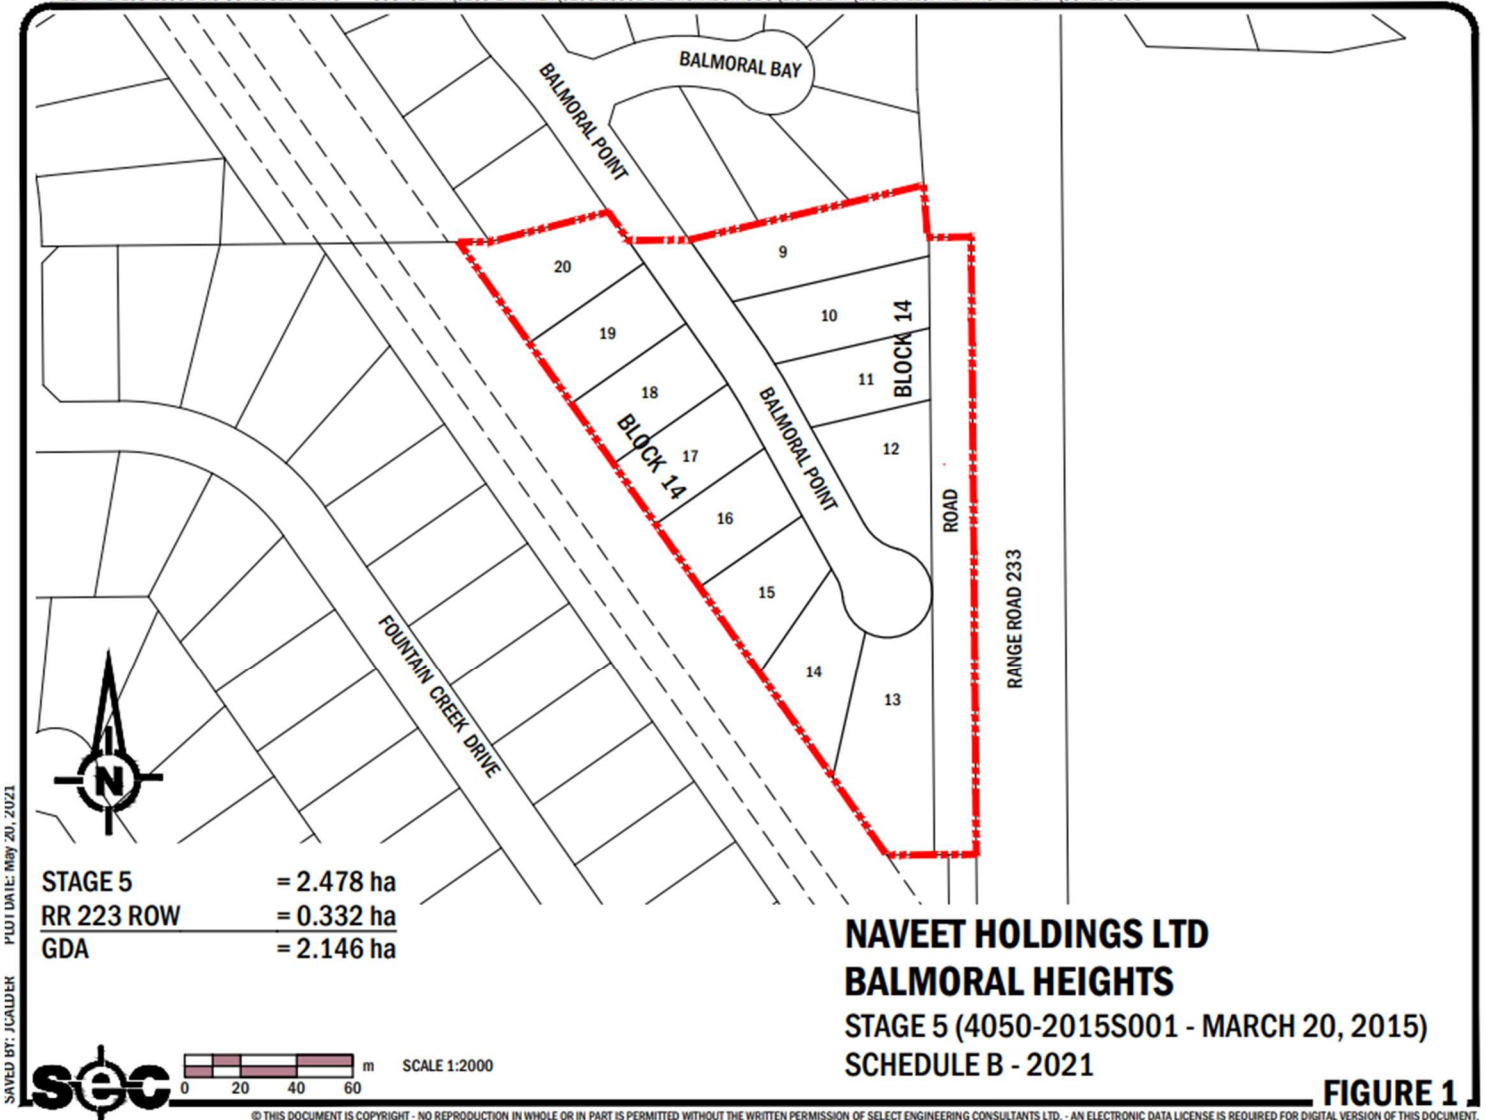 BALMORAL BAY
BALMORAL POINT
9
20
10
BLOCK 14
19
11
18
BALMORAL POINT
12
BLOCK 14
17
16
ROAD
15
RANGE ROAD 233
14
13
FOUNTAIN CREEK DRIVE
N
STAGE 5 = 2.478 ha
RR 223 ROW = 0.332 ha
GDA = 2.146 ha
NAVEET HOLDINGS LTD
BALMORAL HEIGHTS
STAGE 5 (4050-2015S001 - MARCH 20, 2015)
SCHEDULE B - 2021
SAVED BY: JCALDER PLOT DATE: May 20, 2021
sec
0 20 40 60 m SCALE 1:2000
FIGURE 1
© THIS DOCUMENT IS COPYRIGHT - NO REPRODUCTION IN WHOLE OR IN PART IS PERMITTED WITHOUT THE WRITTEN PERMISSION OF SELECT ENGINEERING CONSULTANTS LTD. - AN ELECTRONIC DATA LICENSE IS REQUIRED FOR DIGITAL VERSION OF THIS DOCUMENT.